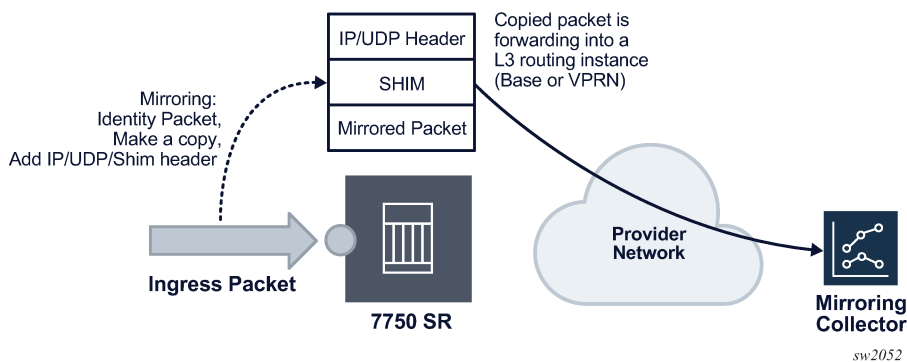 IP/UDP Header
SHIM
Mirrored Packet
Copied packet is
forwarding into a
L3 routing instance
(Base or VPRN)
Mirroring:
Identity Packet,
Make a copy,
Add IP/UDP/Shim header
Ingress Packet
7750 SR
Provider
Network
Mirroring
Collector
sw2052